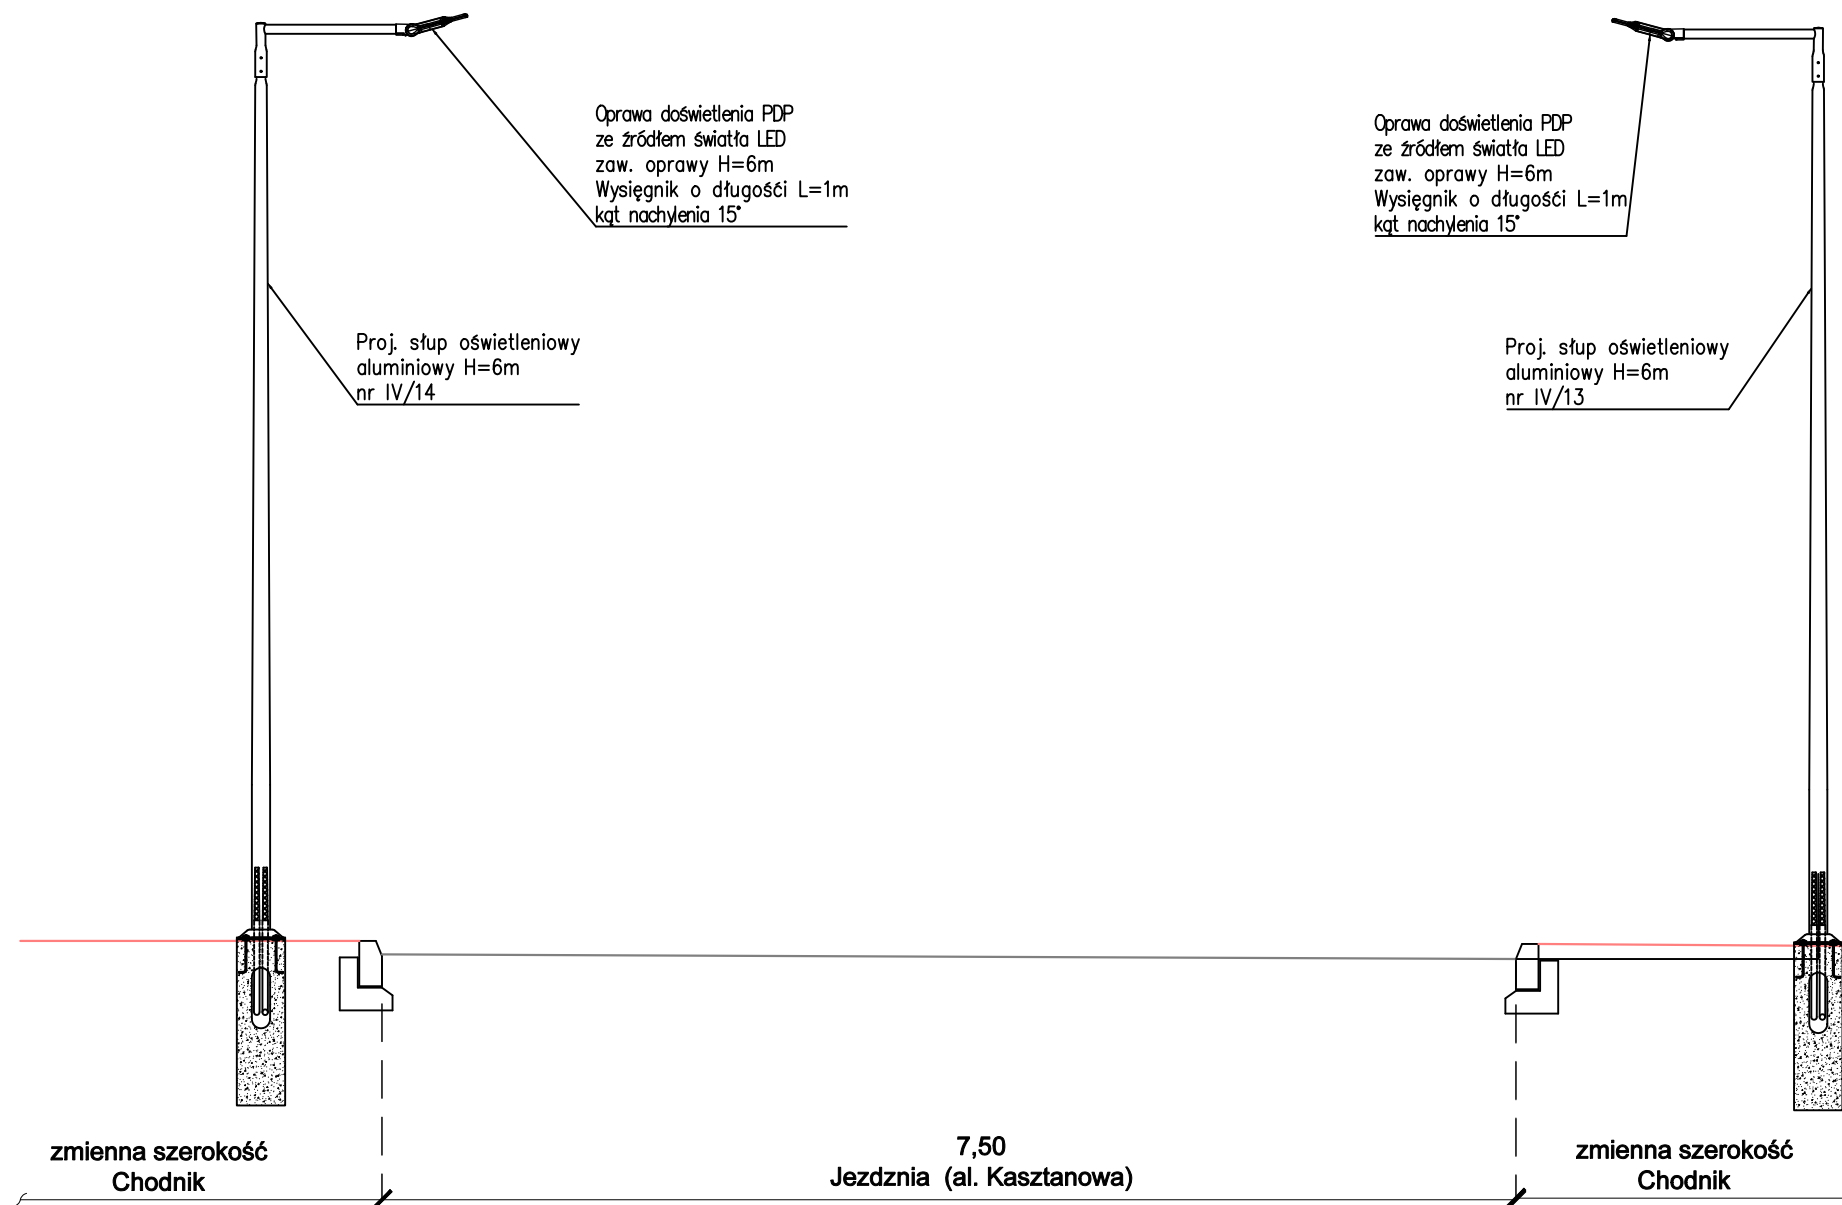 Oprawa doświetlenia PDP
ze źródłem światła LED
zaw. oprawy H=6m
Wysięgnik o długośći L=1m
kąt nachylenia 15°
Oprawa doświetlenia PDP
ze źródłem światła LED
zaw. oprawy H=6m
Wysięgnik o długośći L=1m
kąt nachylenia 15°
Proj. słup oświetleniowy
aluminiowy H=6m
nr IV/14
Proj. słup oświetleniowy
aluminiowy H=6m
nr IV/13
zmienna szerokość
Chodnik
7,50
Jezdznia (al. Kasztanowa)
zmienna szerokość
Chodnik